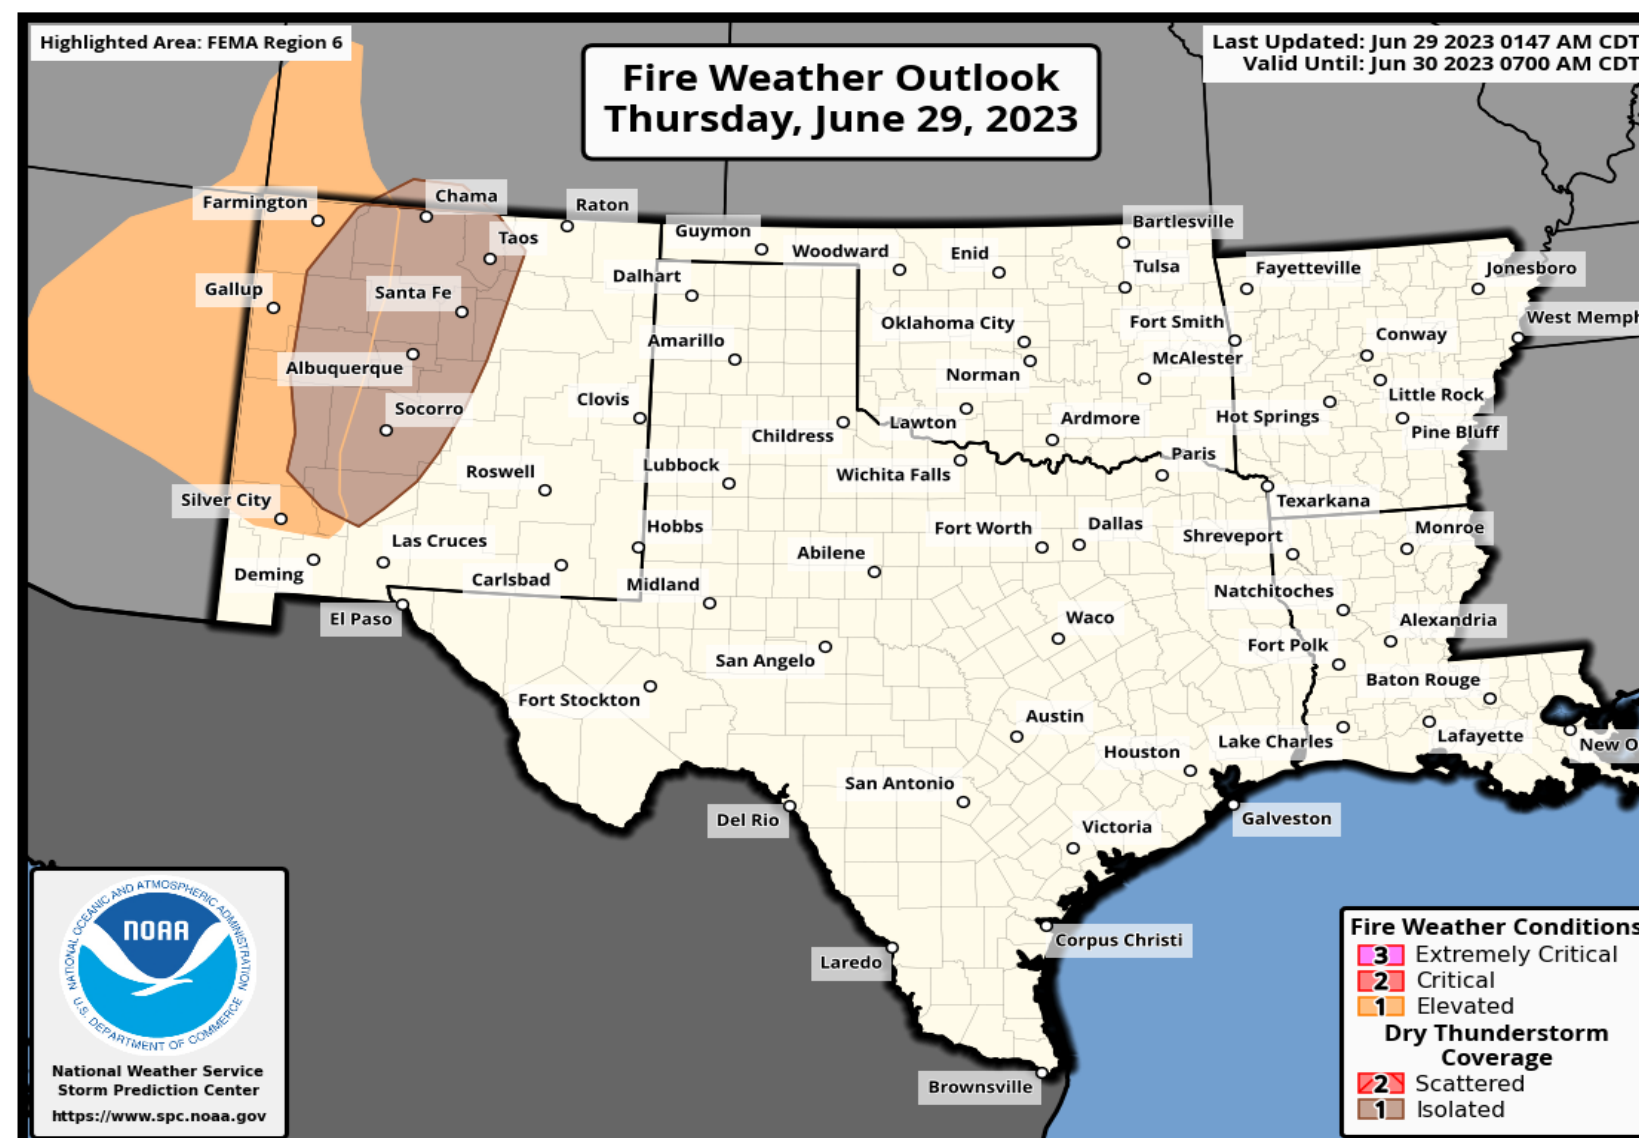 Highlighted Area: FEMA Region 6
Fire Weather Outlook
Thursday, June 29, 2023
Last Updated: Jun 29 2023 0147 AM CDT
Valid Until: Jun 30 2023 0700 AM CDT
Farmington
Chama
Raton
Taos
Guymon
Woodward
Enid
Bartlesville
Tulsa
Fayetteville
Jonesboro
Gallup
Santa Fe
Dalhart
Oklahoma City
Fort Smith
West Memph
Albuquerque
Amarillo
Norman
McAlester
Conway
Socorro
Clovis
Childress
Lawton
Ardmore
Hot Springs
Little Rock
Pine Bluff
Silver City
Roswell
Lubbock
Wichita Falls
Paris
Texarkana
Las Cruces
Hobbs
Abilene
Fort Worth
Dallas
Shreveport
Monroe
Deming
Carlsbad
Midland
Natchitoches
El Paso
Waco
Alexandria
San Angelo
Fort Polk
Fort Stockton
Baton Rouge
Austin
Houston
Lake Charles
Lafayette
New O
San Antonio
Del Rio
Victoria
Galveston
Corpus Christi
Laredo
Brownsville
NATIONAL OCEANIC AND ATMOSPHERIC ADMINISTRATION
NOAA
U.S. DEPARTMENT OF COMMERCE
National Weather Service
Storm Prediction Center
https://www.spc.noaa.gov
Fire Weather Conditions
3 Extremely Critical
2 Critical
1 Elevated
Dry Thunderstorm
Coverage
2 Scattered
1 Isolated